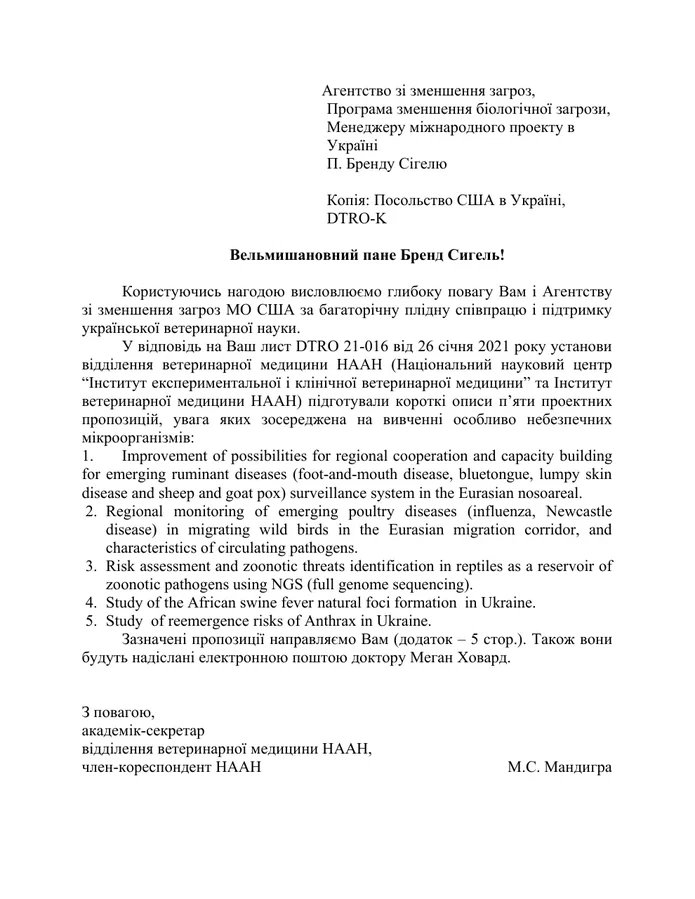 Агентство зі зменшення загроз,
Програма зменшення біологічної загрози,
Менеджеру міжнародного проекту в
Україні
П. Бренду Сігелю
Копія: Посольство США в Україні,
DTRO-K
Вельмишановний пане Бренд Сигель!
Користуючись нагодою висловлюємо глибоку повагу Вам і Агентству
зі зменшення загроз МО США за багаторічну плідну співпрацю і підтримку
української ветеринарної науки.
У відповідь на Ваш лист DTRO 21-016 від 26 січня 2021 року установи
відділення ветеринарної медицини НААН (Національний науковий центр
“Інститут експериментальної і клінічної ветеринарної медицини” та Інститут
ветеринарної медицини НААН) підготували короткі описи п’яти проектних
пропозицій, увага яких зосереджена на вивченні особливо небезпечних
мікроорганізмів:
1. Improvement of possibilities for regional cooperation and capacity building
for emerging ruminant diseases (foot-and-mouth disease, bluetongue, lumpy skin
disease and sheep and goat pox) surveillance system in the Eurasian nosoareal.
2. Regional monitoring of emerging poultry diseases (influenza, Newcastle
disease) in migrating wild birds in the Eurasian migration corridor, and
characteristics of circulating pathogens.
3. Risk assessment and zoonotic threats identification in reptiles as a reservoir of
zoonotic pathogens using NGS (full genome sequencing).
4. Study of the African swine fever natural foci formation in Ukraine.
5. Study of reemergence risks of Anthrax in Ukraine.
Зазначені пропозиції направляємо Вам (додаток – 5 стор.). Також вони
будуть надіслані електронною поштою доктору Меган Ховард.
З повагою,
академік-секретар
відділення ветеринарної медицини НААН,
член-кореспондент НААН М.С. Мандигра